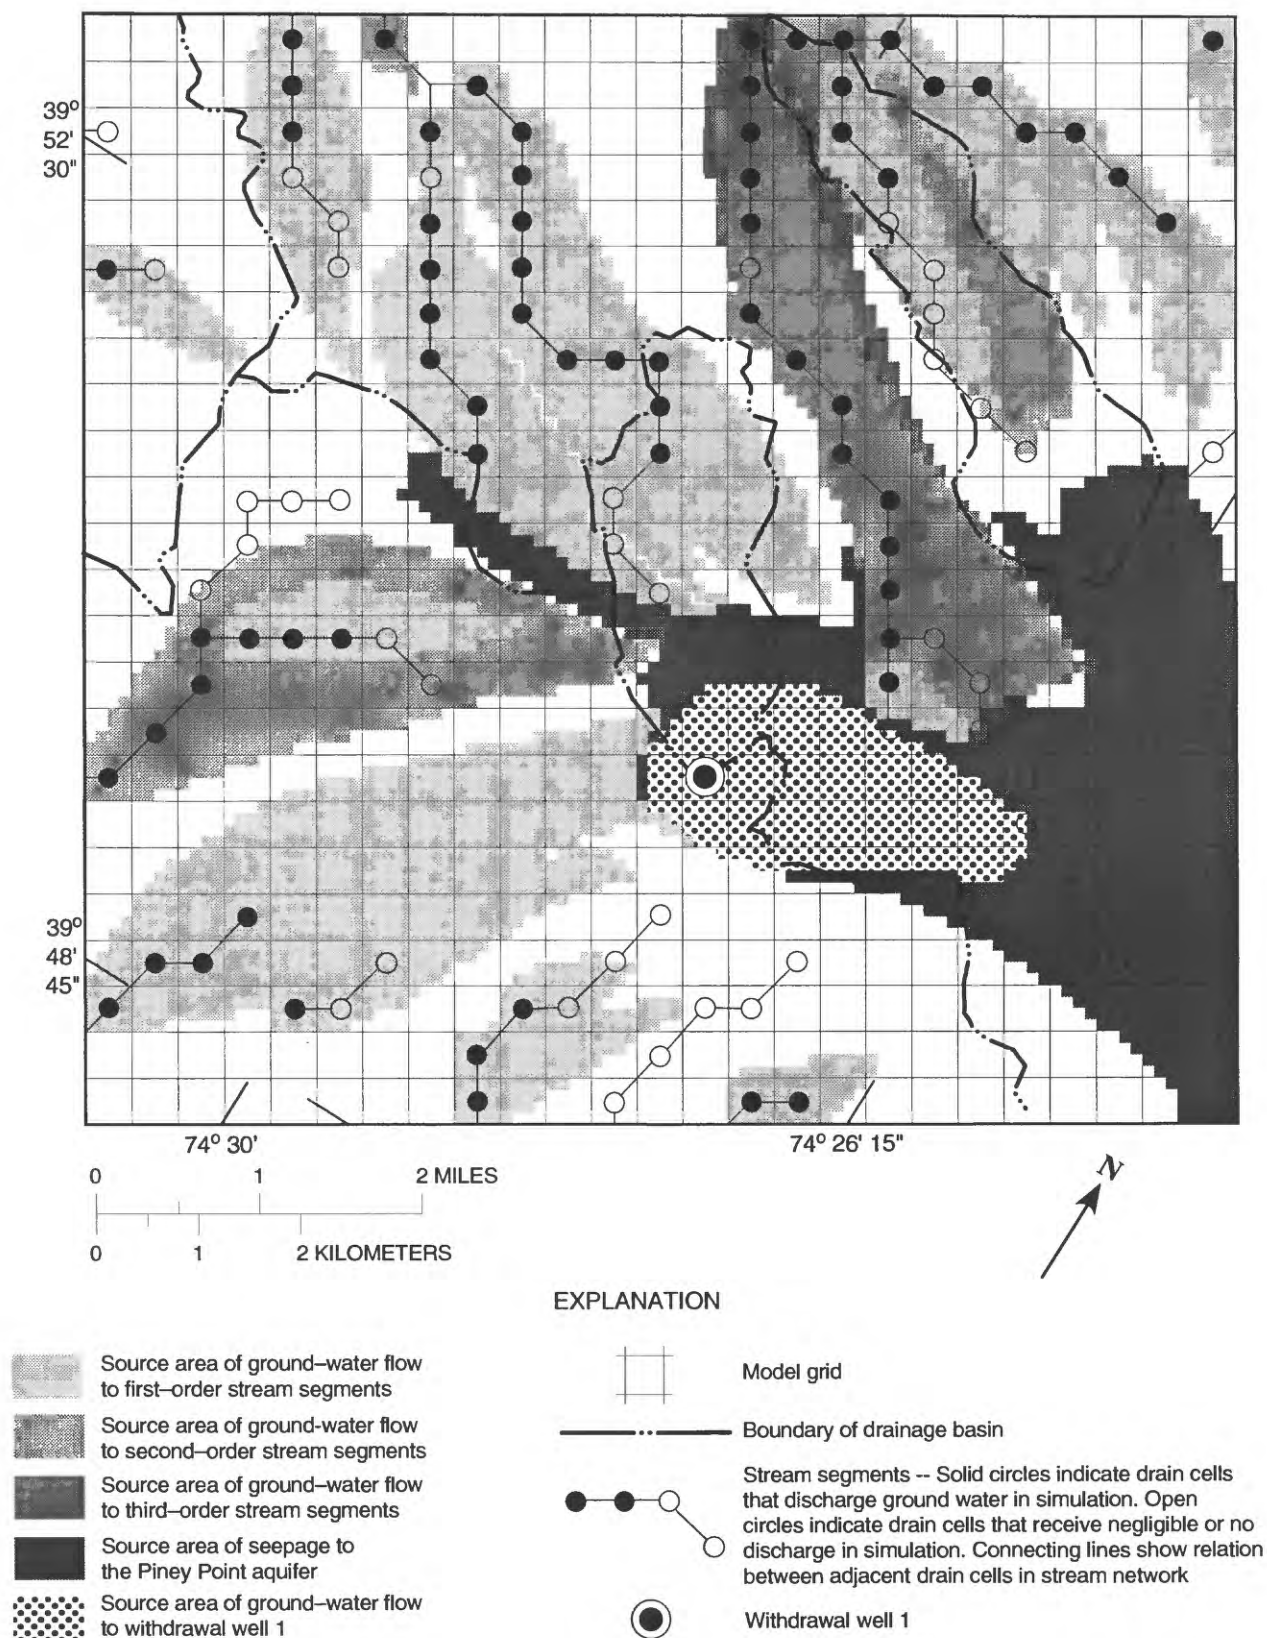 39°
52'
30"
39°
48'
45"
74° 30'
74° 26' 15"
0 1 2 MILES
0 1 2 KILOMETERS
N
EXPLANATION
Source area of ground–water flow
to first–order stream segments
Source area of ground-water flow
to second–order stream segments
Source area of ground–water flow
to third–order stream segments
Source area of seepage to
the Piney Point aquifer
Source area of ground–water flow
to withdrawal well 1
Model grid
Boundary of drainage basin
Stream segments -- Solid circles indicate drain cells
that discharge ground water in simulation. Open
circles indicate drain cells that receive negligible or no
discharge in simulation. Connecting lines show relation
between adjacent drain cells in stream network
Withdrawal well 1